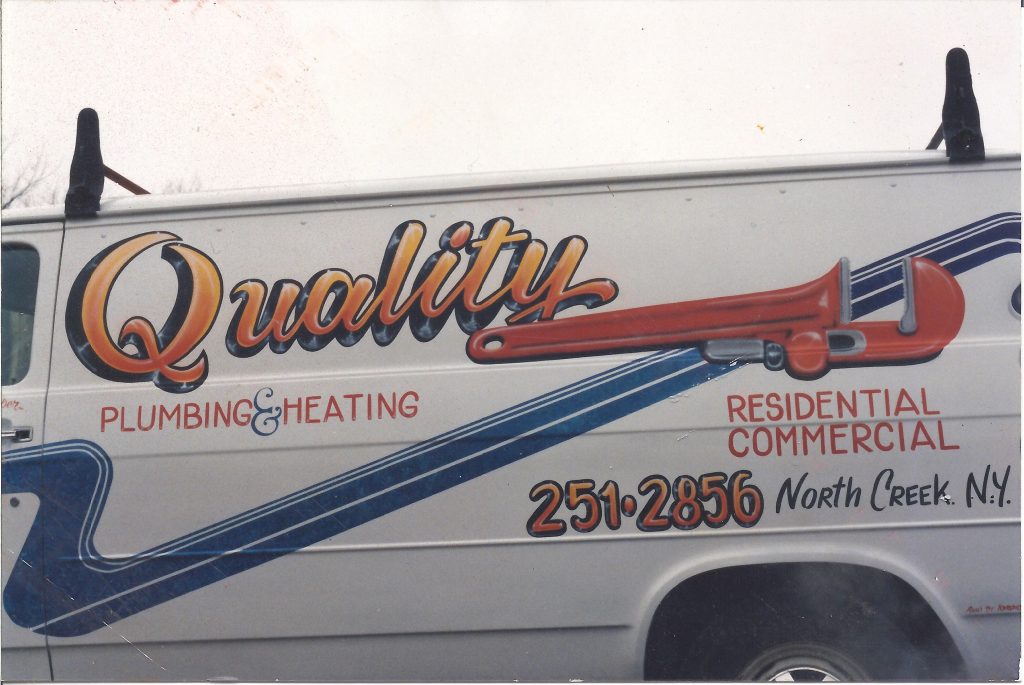 Quality
PLUMBING & HEATING
RESIDENTIAL
COMMERCIAL
251•2856 NORTH CREEK. N.Y.